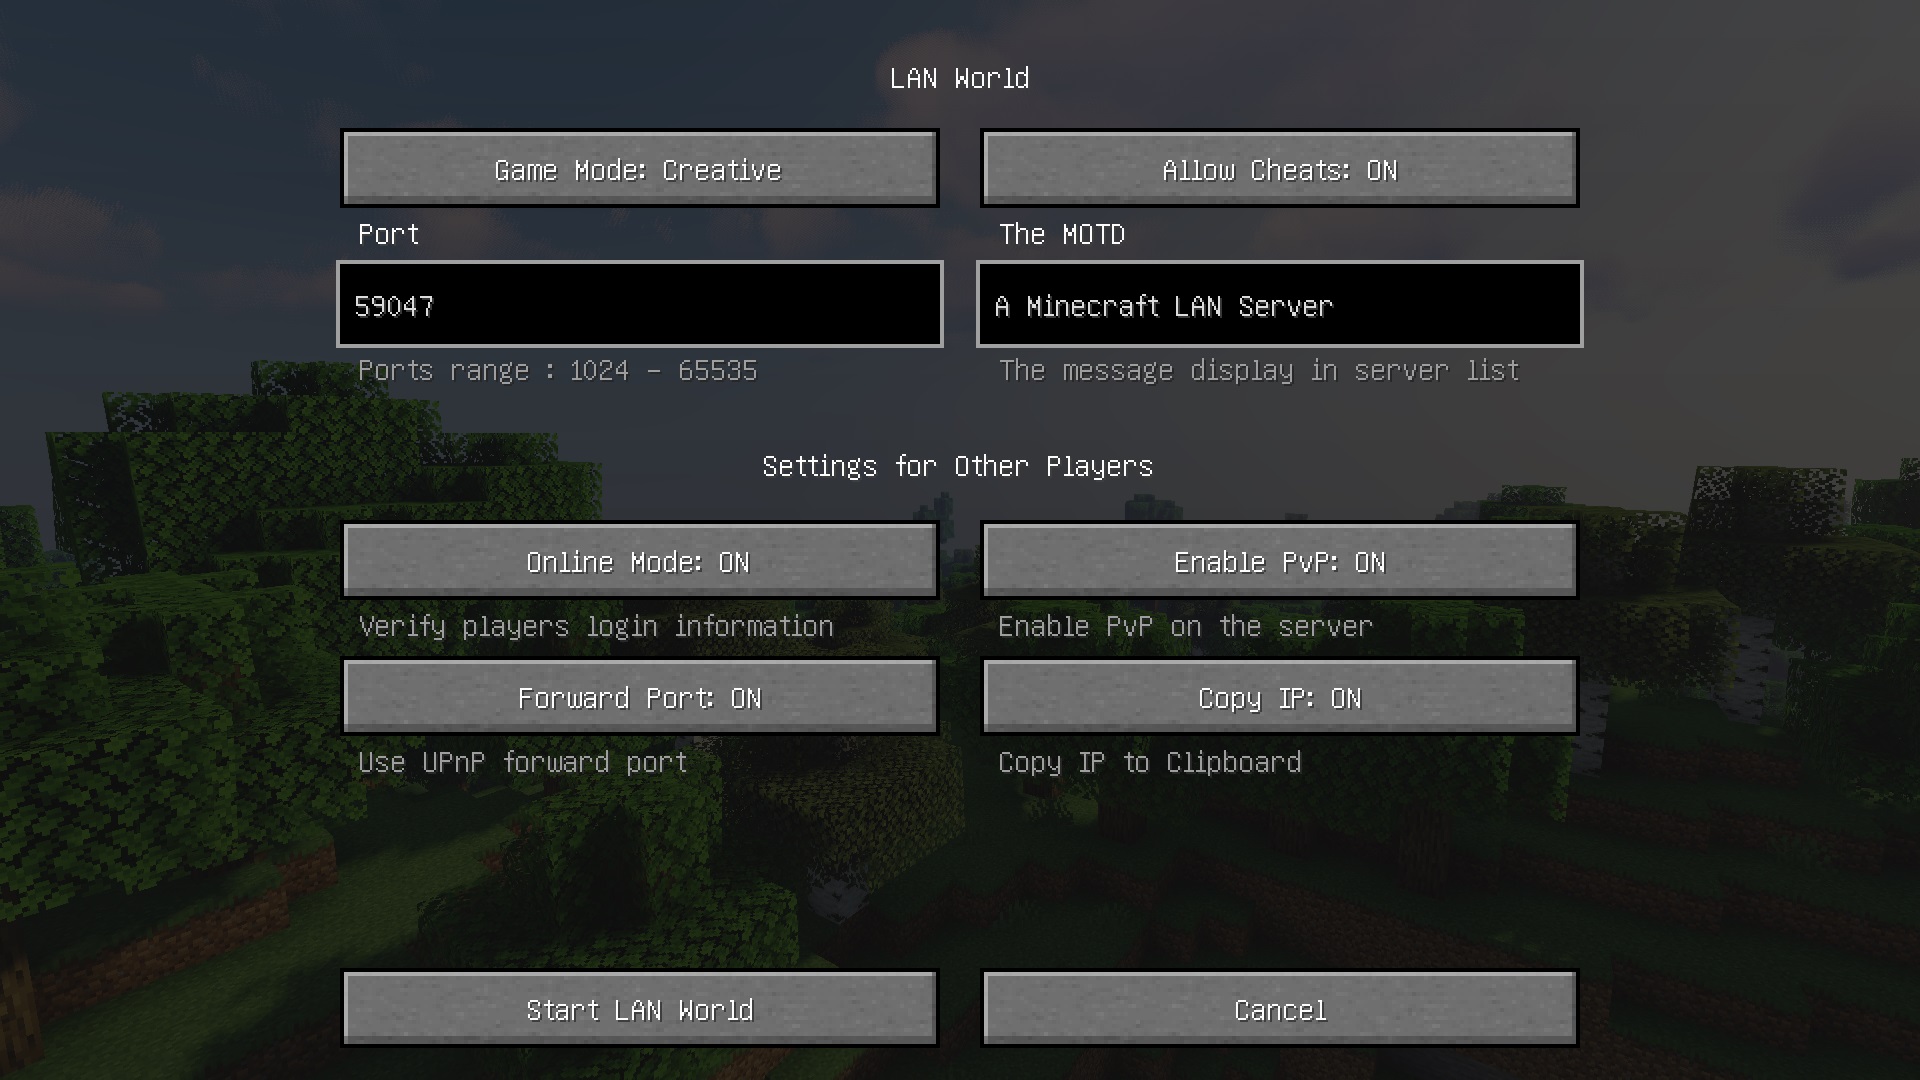 LAN World
Game Mode: Creative
Allow Cheats: ON
Port
The MOTD
59047
A Minecraft LAN Server
Ports range : 1024 - 65535
The message display in server list
Settings for Other Players
Online Mode: ON
Enable PvP: ON
Verify players login information
Enable PvP on the server
Forward Port: ON
Copy IP: ON
Use UPnP forward port
Copy IP to Clipboard
Start LAN World
Cancel